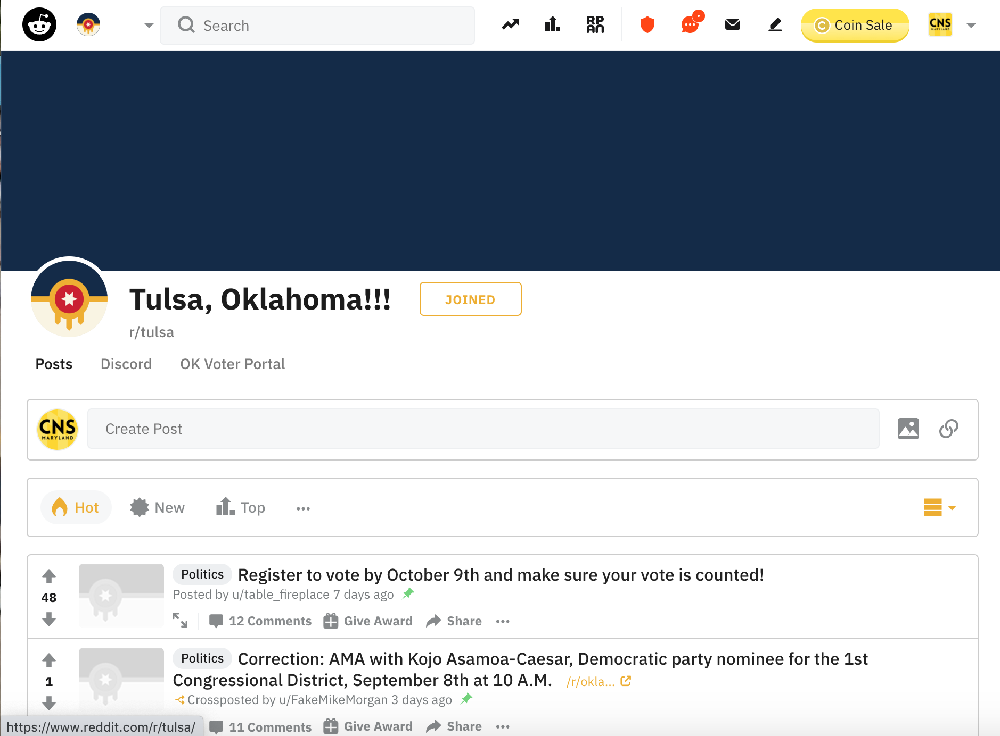 Search
RP
AN
Coin Sale
CNS
MARYLAND
Tulsa, Oklahoma!!!
JOINED
r/tulsa
Posts Discord OK Voter Portal
CNS
MARYLAND
Create Post
Hot New Top ...
Politics Register to vote by October 9th and make sure your vote is counted!
48
Posted by u/table_fireplace 7 days ago
12 Comments Give Award Share ...
Politics Correction: AMA with Kojo Asamoa-Caesar, Democratic party nominee for the 1st
1
Congressional District, September 8th at 10 A.M. /r/okla...
Crossposted by u/FakeMikeMorgan 3 days ago
https://www.reddit.com/r/tulsa/
11 Comments Give Award Share ...